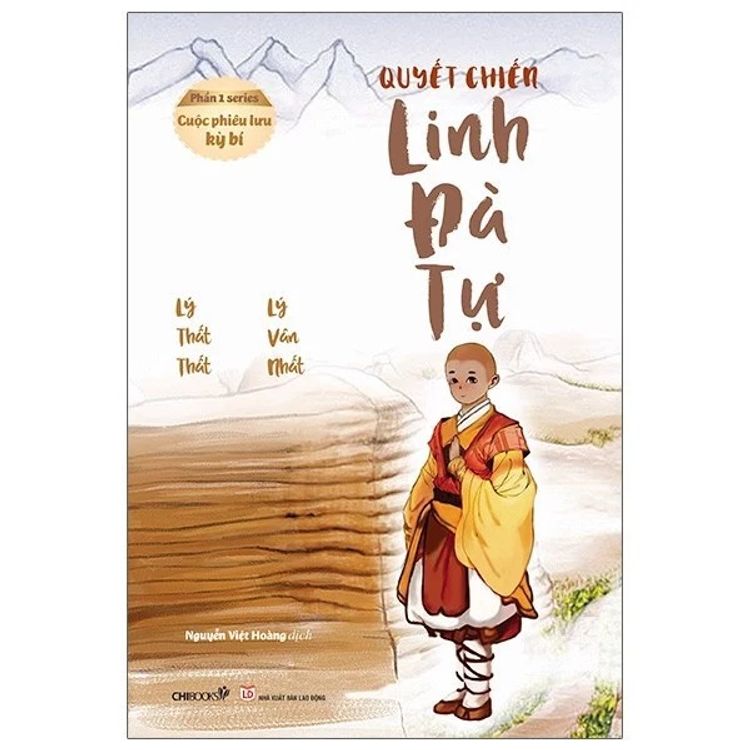 QUYẾT CHIẾN
Linh
Đà
Tự
Phần 1 series
Cuộc phiêu lưu
kỳ bí
Lý
Thất
Thất
Lý
Vân
Nhất
Nguyễn Việt Hoàng dịch
CHIBOOKS
LĐ
NHÀ XUẤT BẢN LAO ĐỘNG